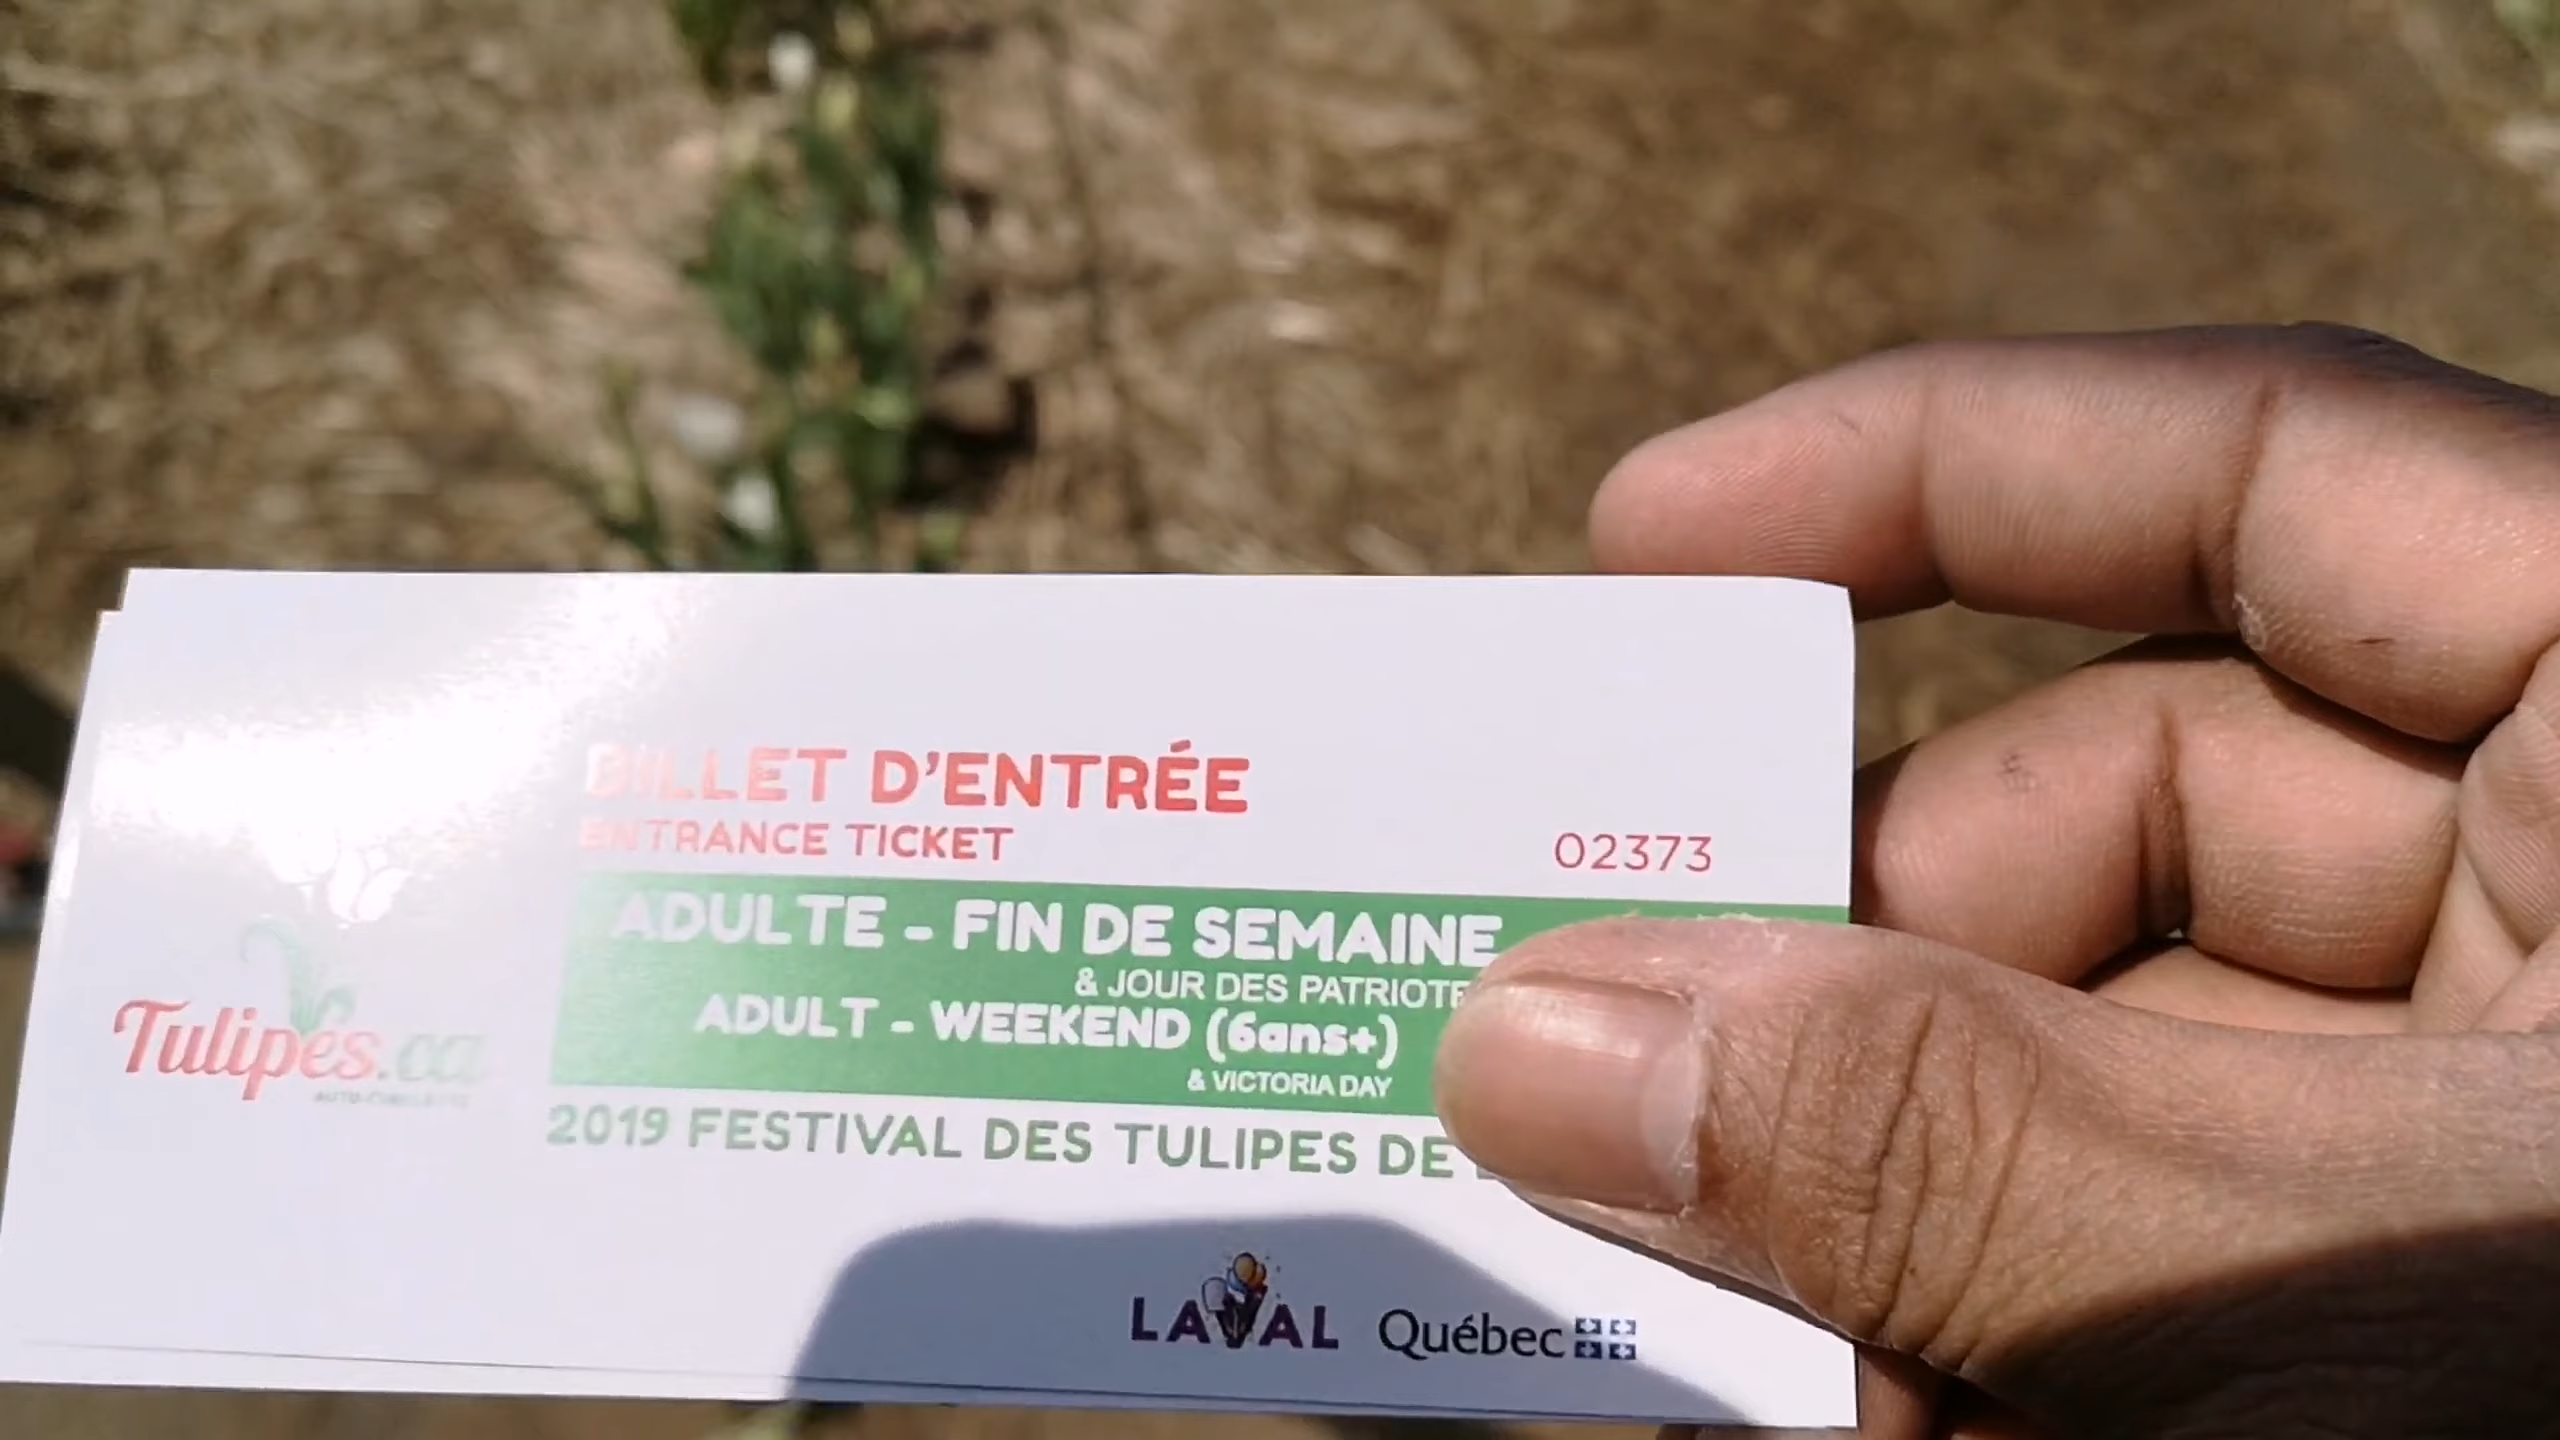 BILLET D'ENTRÉE
ENTRANCE TICKET
02373
ADULTE - FIN DE SEMAINE
& JOUR DES PATRIOTE
ADULT - WEEKEND (6ans+)
& VICTORIA DAY
Tulipes.ca
2019 FESTIVAL DES TULIPES DE
LAVAL
Québec